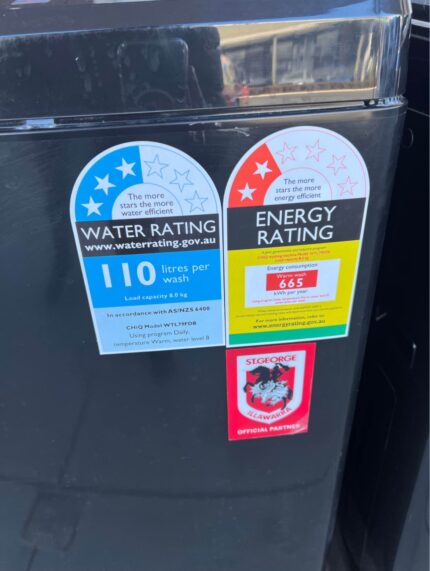 The more
stars the more
water efficient
WATER RATING
www.waterrating.gov.au
110 litres per
wash
Load capacity 8.0 kg
In accordance with AS/NZS 6400
CHiQ Model WTL79FOB
Using program Daily,
temperature Warm, water level 8
The more
stars the more
energy efficient
ENERGY
RATING
Energy consumption
Warm wash
665
kWh per year
For more information, refer to
www.energyrating.gov.au
ST.GEORGE
ILLAWARRA
OFFICIAL PARTNER